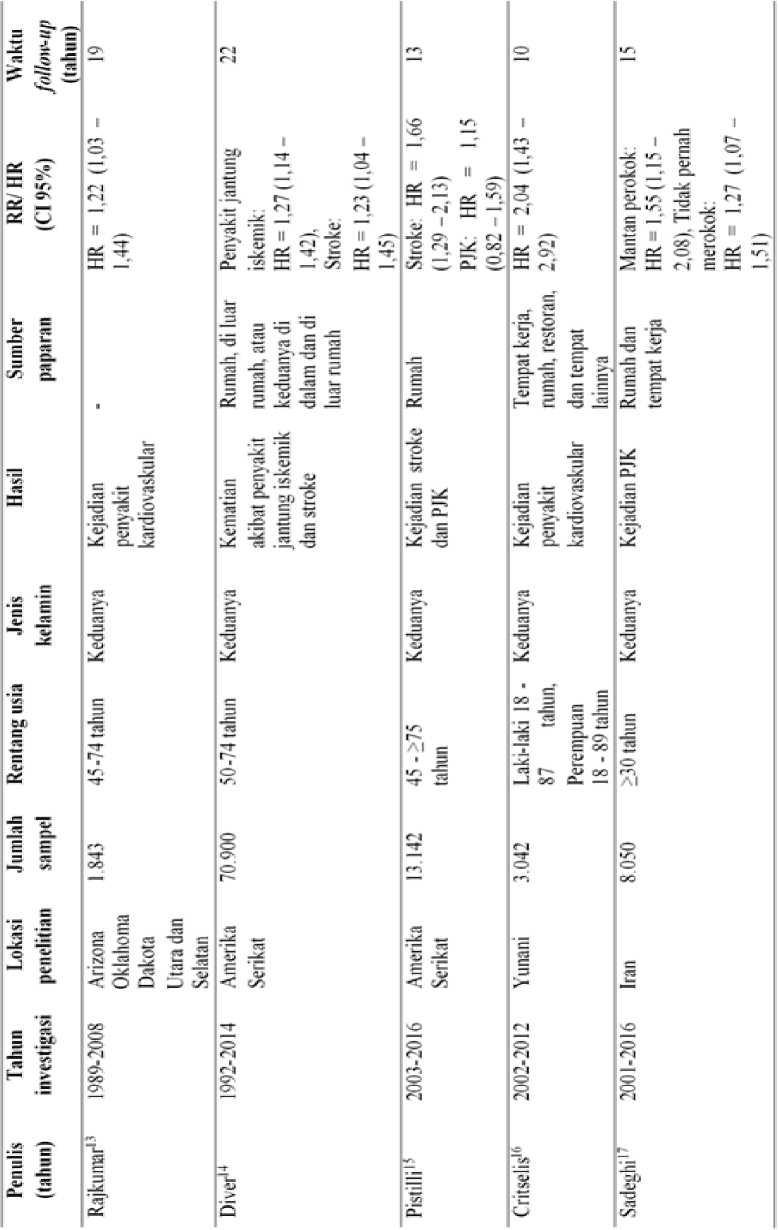 Penulis (tahun) | Tahun investigasi | Lokasi penelitian | Jumlah sampel | Rentang usia | Jenis kelamin | Hasil | Sumber paparan | RR/ HR (CI 95%) | Waktu follow-up (tahun)
Rajkumar13 | 1989-2008 | Arizona Oklahoma Dakota Utara dan Selatan | 1.843 | 45-74 tahun | Keduanya | Kejadian penyakit kardiovaskular | - | HR = 1,22 (1,03 – 1,44) | 19
Diver14 | 1992-2014 | Amerika Serikat | 70.900 | 50-74 tahun | Keduanya | Kematian akibat penyakit jantung iskemik dan stroke | Rumah, di luar rumah, atau keduanya di dalam dan di luar rumah | Penyakit jantung iskemik: HR = 1,27 (1,14 – 1,42), Stroke: HR = 1,23 (1,04 – 1,45) | 22
Pistilli15 | 2003-2016 | Amerika Serikat | 13.142 | 45 - ≥75 tahun | Keduanya | Kejadian stroke dan PJK | Rumah | Stroke: HR = 1,66 (1,29 – 2,13) PJK: HR = 1,15 (0,82 – 1,59) | 13
Critselis16 | 2002-2012 | Yunani | 3.042 | Laki-laki 18 - 87 tahun, Perempuan 18 - 89 tahun | Keduanya | Kejadian penyakit kardiovaskular | Tempat kerja, rumah, restoran, dan tempat lainnya | HR = 2,04 (1,43 – 2,92) | 10
Sadeghi17 | 2001-2016 | Iran | 8.050 | ≥30 tahun | Keduanya | Kejadian PJK | Rumah dan tempat kerja | Mantan perokok: HR = 1,55 (1,15 – 2,08), Tidak pernah merokok: HR = 1,27 (1,07 – 1,51) | 15